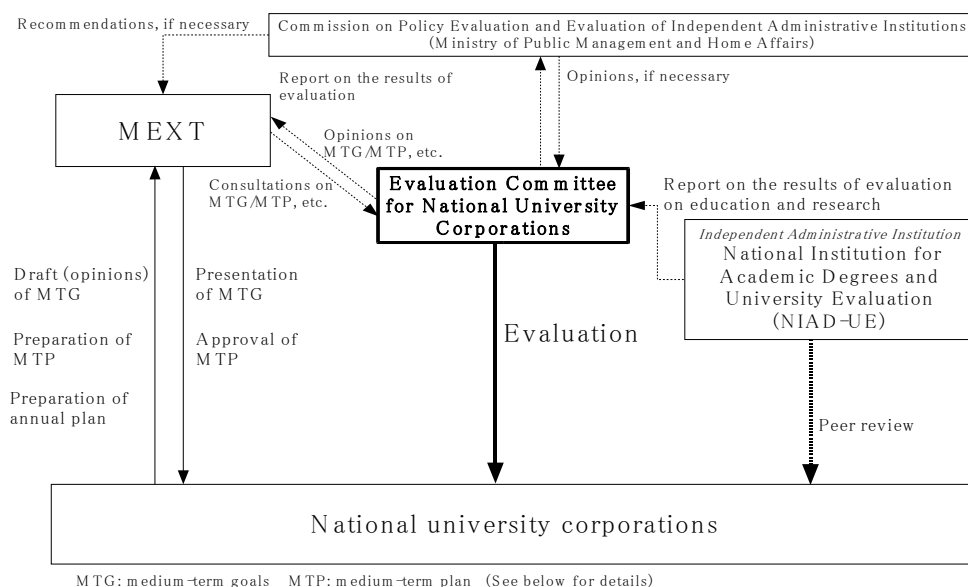 Recommendations, if necessary
Commission on Policy Evaluation and Evaluation of Independent Administrative Institutions
(Ministry of Public Management and Home Affairs)
Report on the results of
evaluation
Opinions, if necessary
MEXT
Opinions on
MTG/MTP, etc.
Consultations on
MTG/MTP, etc.
Evaluation Committee
for National University
Corporations
Report on the results of evaluation
on education and research
Independent Administrative Institution
National Institution for
Academic Degrees and
University Evaluation
(NIAD-UE)
Draft (opinions)
of MTG
Preparation of
MTP
Preparation of
annual plan
Presentation
of MTG
Approval of
MTP
Evaluation
Peer review
National university corporations
MTG: medium-term goals MTP: medium-term plan (See below for details)